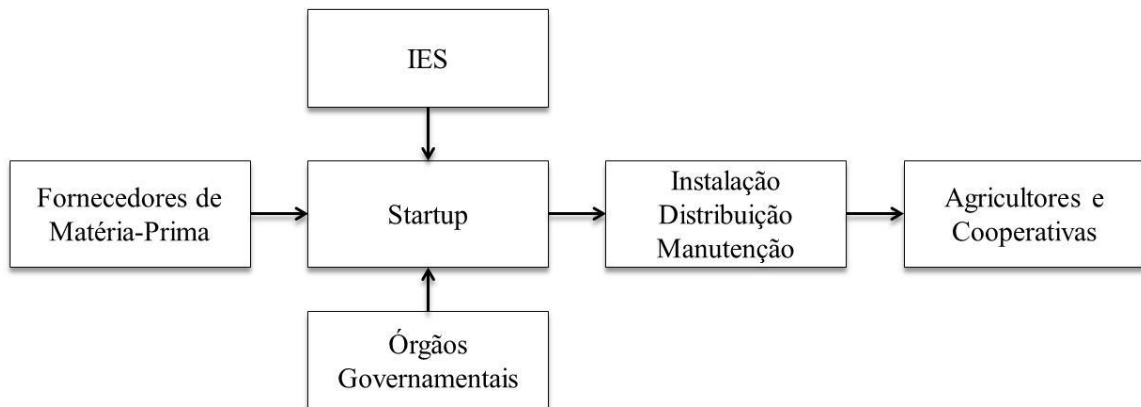 IES
Fornecedores de
Matéria-Prima
Startup
Instalação
Distribuição
Manutenção
Agricultores e
Cooperativas
Órgãos
Governamentais